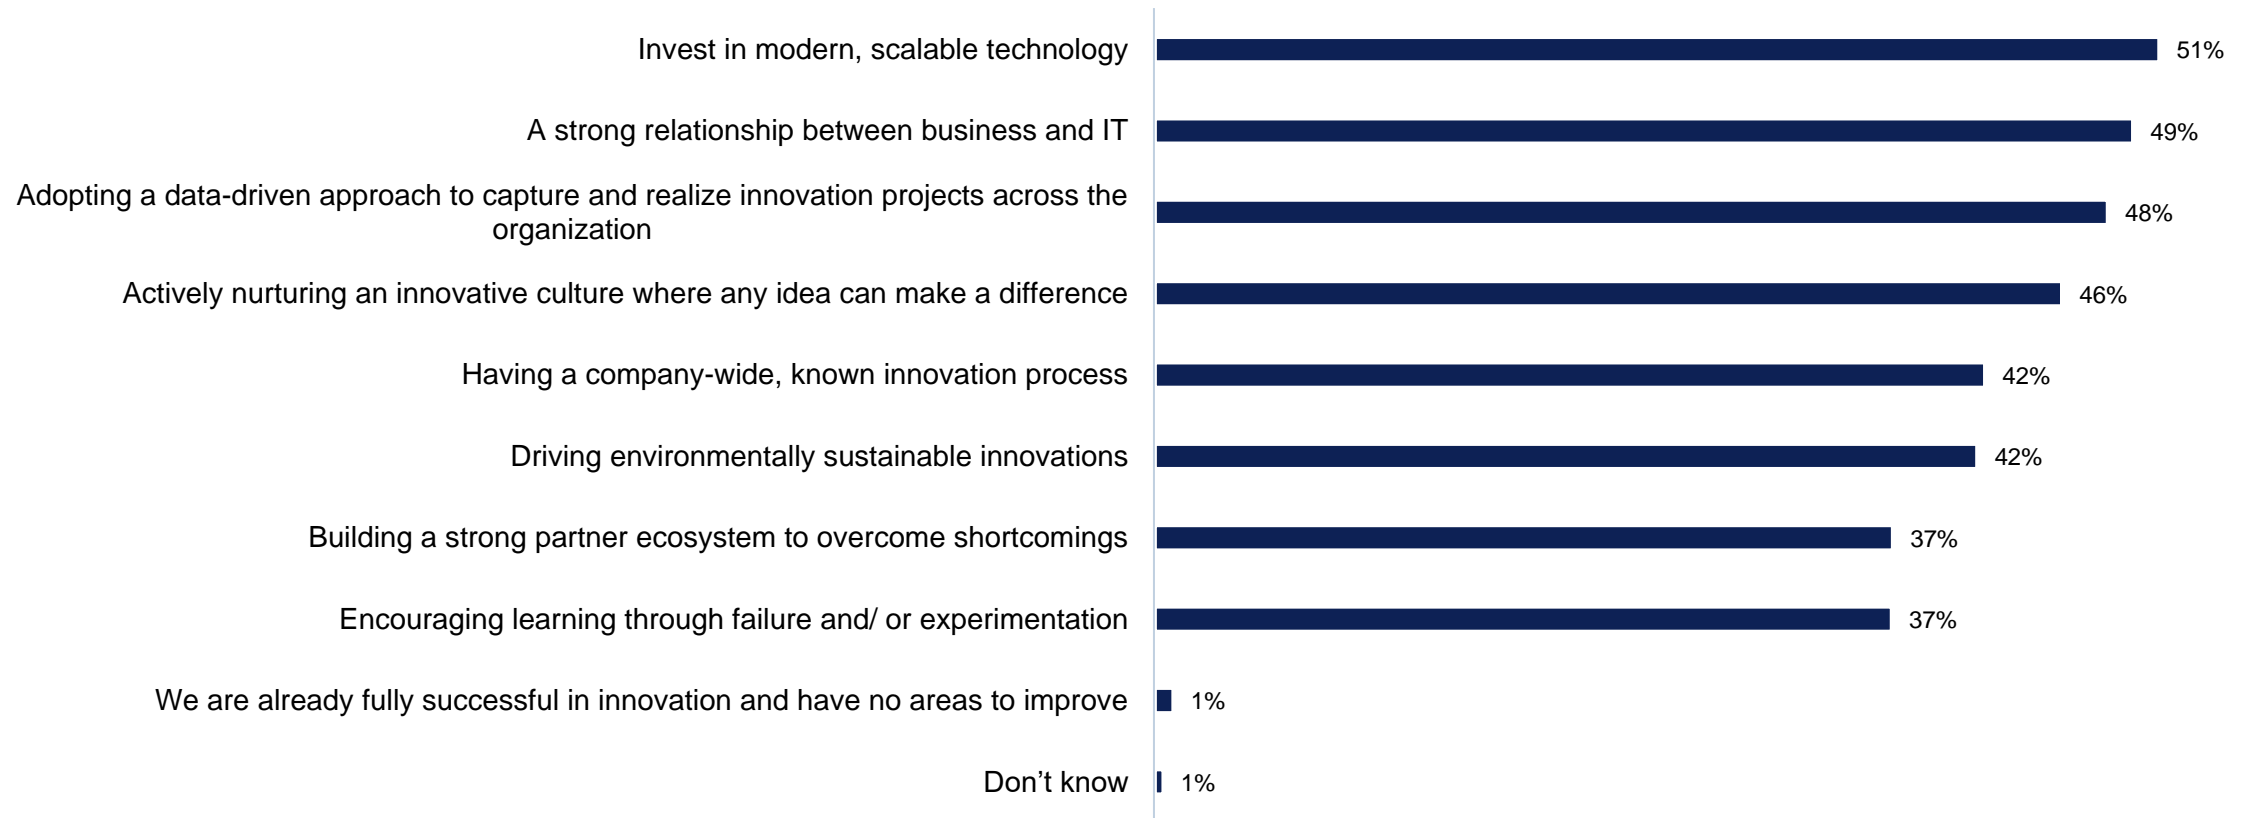 Invest in modern, scalable technology 51%
A strong relationship between business and IT 49%
Adopting a data-driven approach to capture and realize innovation projects across the
organization 48%
Actively nurturing an innovative culture where any idea can make a difference 46%
Having a company-wide, known innovation process 42%
Driving environmentally sustainable innovations 42%
Building a strong partner ecosystem to overcome shortcomings 37%
Encouraging learning through failure and/ or experimentation 37%
We are already fully successful in innovation and have no areas to improve 1%
Don’t know 1%